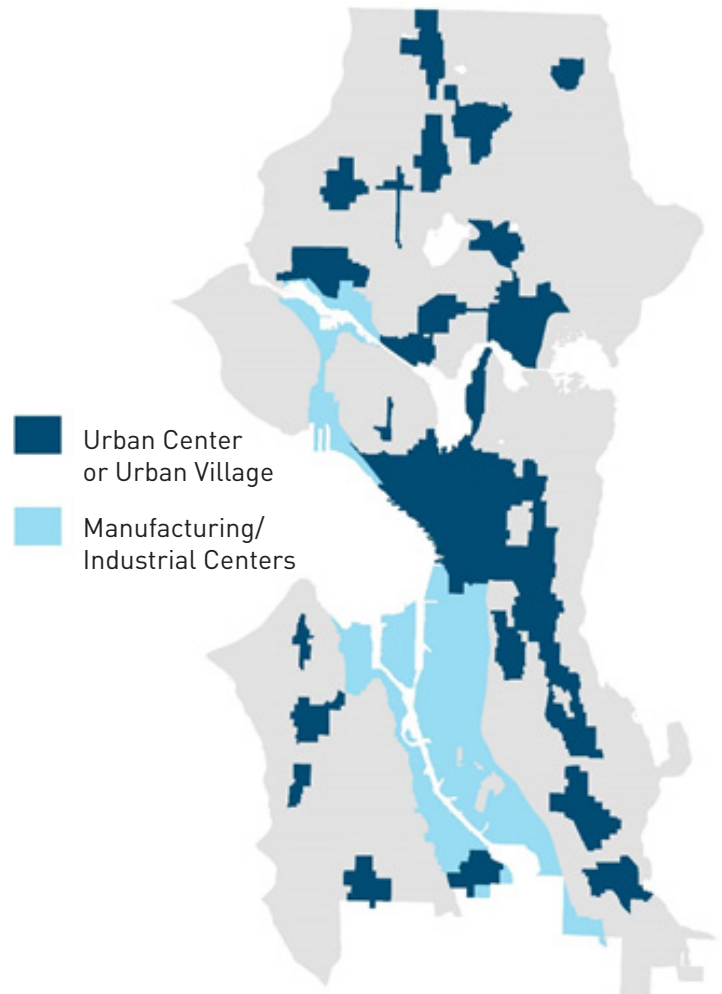 Urban Center
or Urban Village
Manufacturing/
Industrial Centers